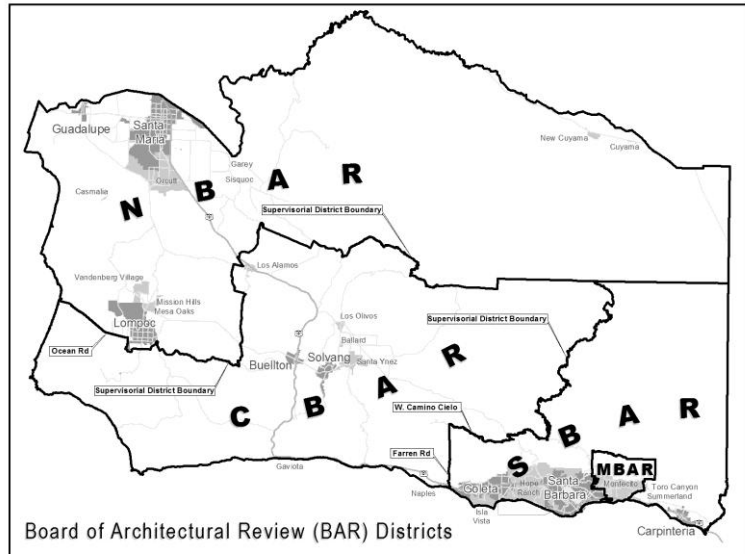 Guadalupe
Santa
Maria
Orcutt
Casmalia
Garey
Sisquoc
New Cuyama
Cuyama
NBAR
Supervisorial District Boundary
Los Alamos
Vandenberg Village
Mission Hills
Mesa Oaks
Lompoc
Ocean Rd
Supervisorial District Boundary
Los Olivos
Ballard
Solvang
Santa Ynez
Buellton
Supervisorial District Boundary
CBAR
W. Camino Cielo
Farren Rd
SBAR
MBAR
Gaviota
Naples
Goleta
Hope
Ranch
Santa
Barbara
Montecito
Isla
Vista
Toro Canyon
Summerland
Carpinteria
Board of Architectural Review (BAR) Districts